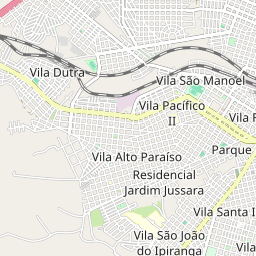 Vila Dutra
Vila São Manoel
Vila Pacífico
II
Vila Alto Paraíso
Parque
Residencial
Jardim Jussara
Vila Santa
Vila São João
do Ipiranga